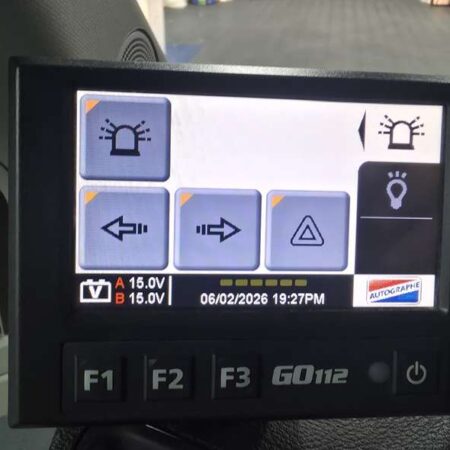 A 15.0V
B 15.0V
V
06/02/2026 19:27PM
AUTOGRAPHE
F1 F2 F3 GO112